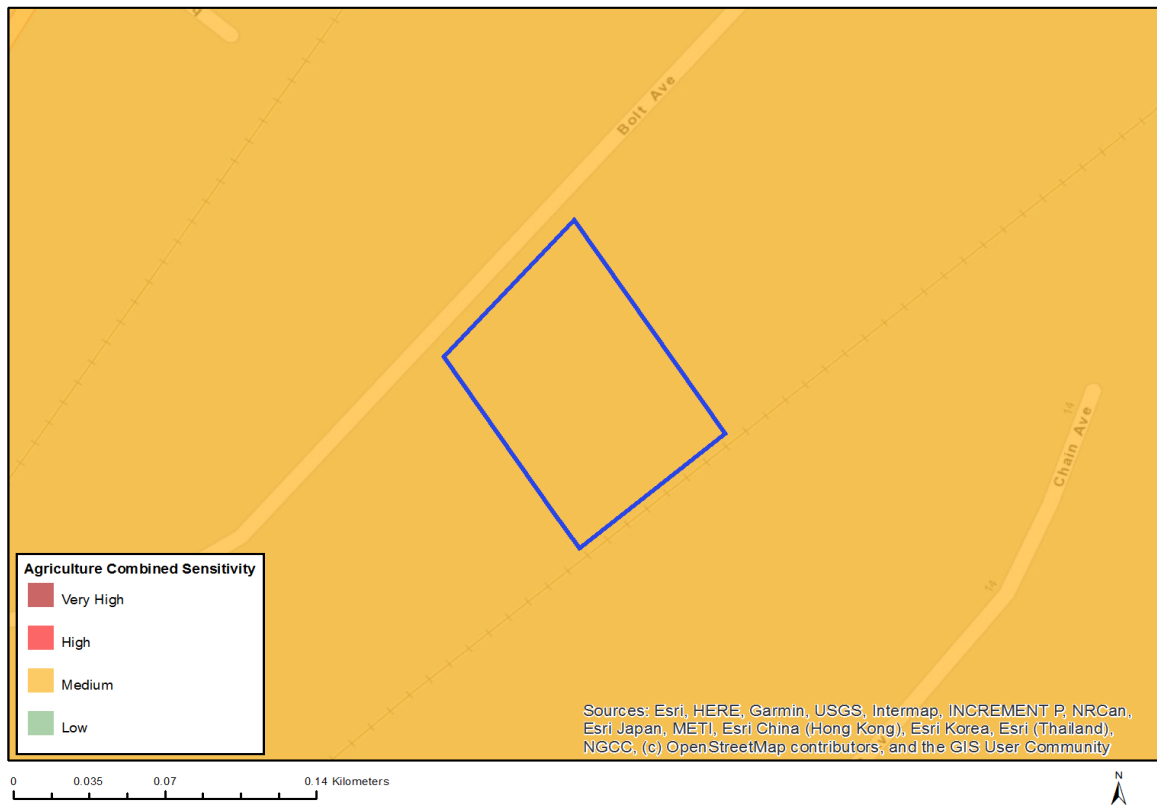 Bolt Ave
14
Chain Ave
14
Agriculture Combined Sensitivity
Very High
High
Medium
Low
Sources: Esri, HERE, Garmin, USGS, Intermap, INCREMENT P, NRCan,
Esri Japan, METI, Esri China (Hong Kong), Esri Korea, Esri (Thailand),
NGCC, (c) OpenStreetMap contributors, and the GIS User Community
0 0.035 0.07 0.14 Kilometers
N